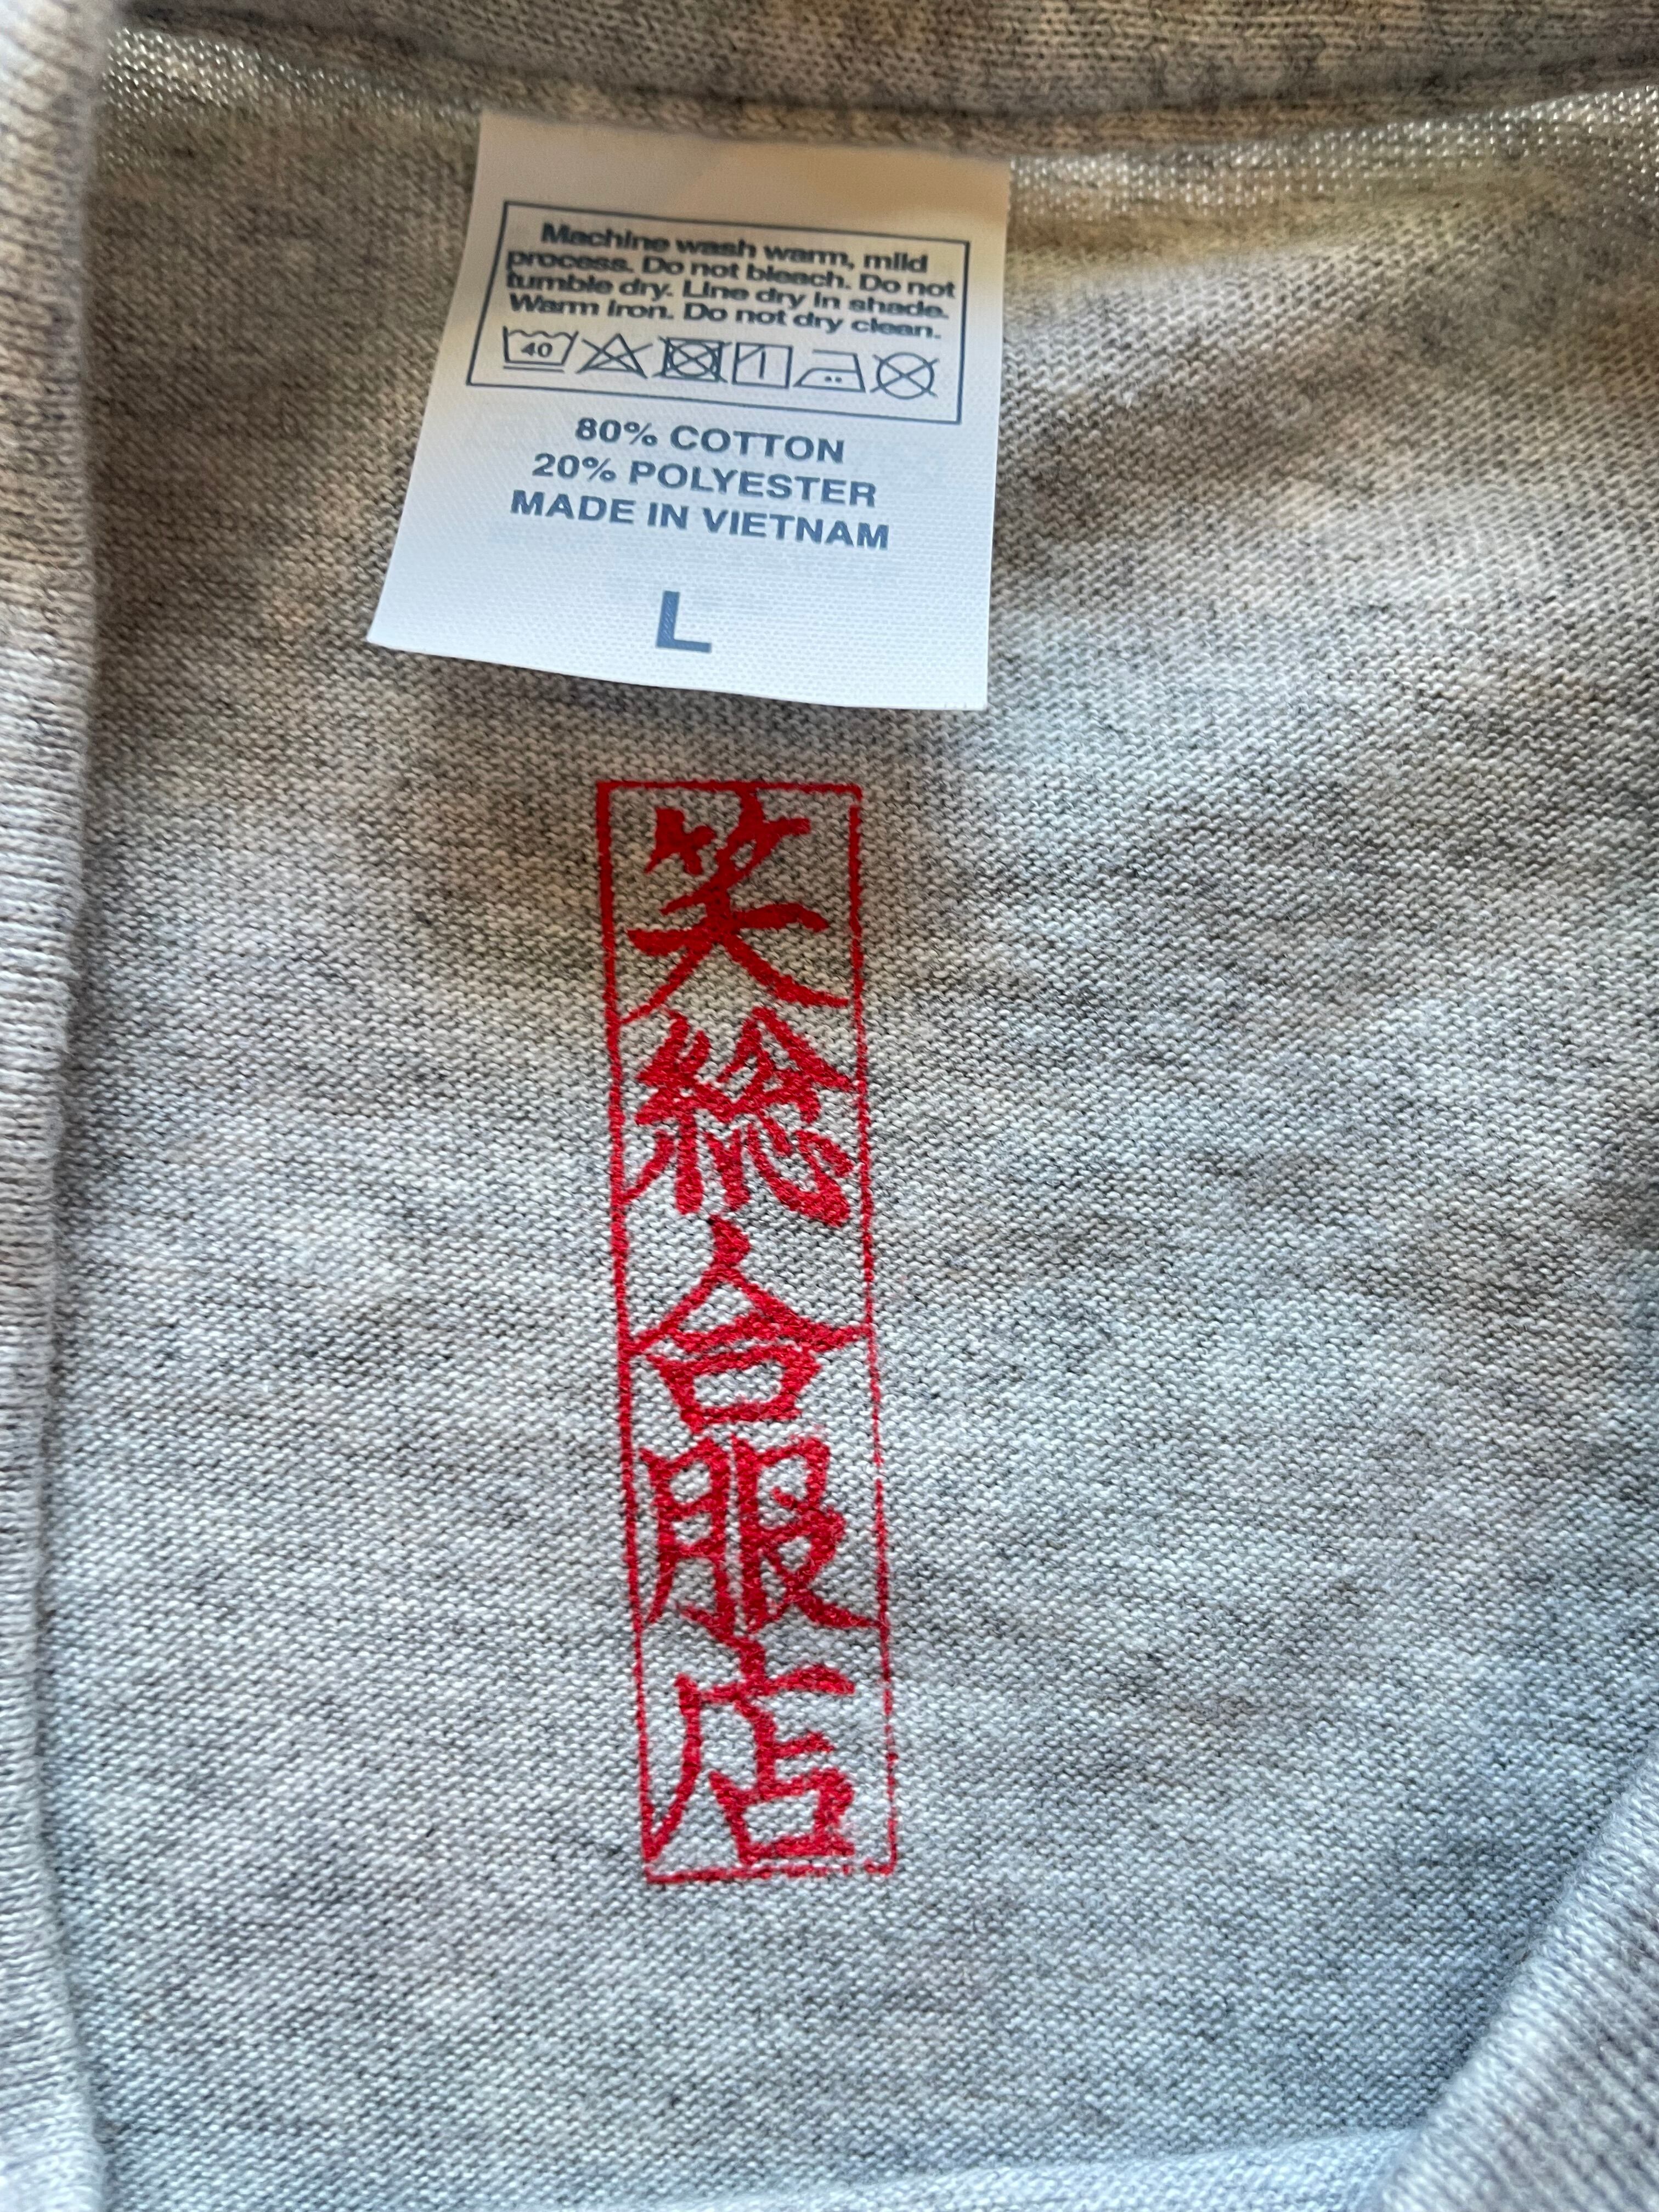 Machine wash warm, mild
process. Do not bleach. Do not
tumble dry. Line dry in shade.
Warm iron. Do not dry clean.
40
80% COTTON
20% POLYESTER
MADE IN VIETNAM
L
笑総合服店